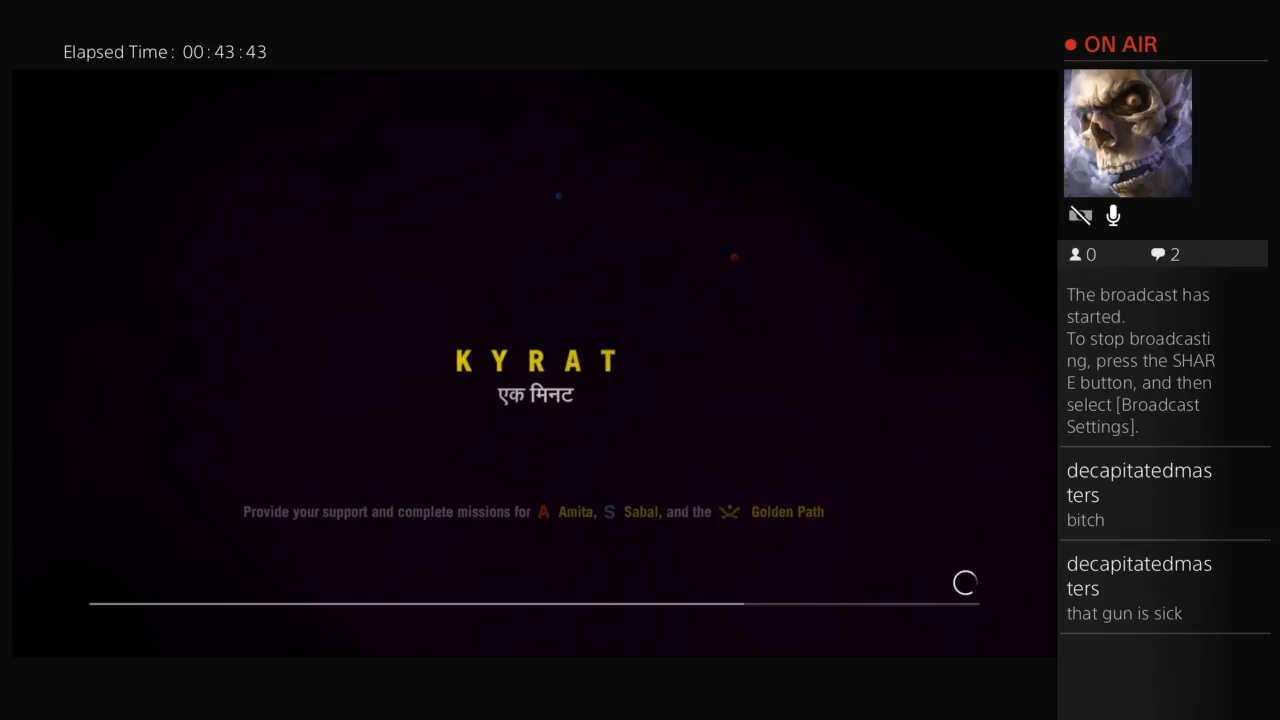 Elapsed Time: 00:43:43
ON AIR
0 2
K Y R A T
एक मिनट
Provide your support and complete missions for A Amita, S Sabal, and the Golden Path
The broadcast has
started.
To stop broadcasti
ng, press the SHAR
E button, and then
select [Broadcast
Settings].
decapitatedmas
ters
bitch
decapitatedmas
ters
that gun is sick